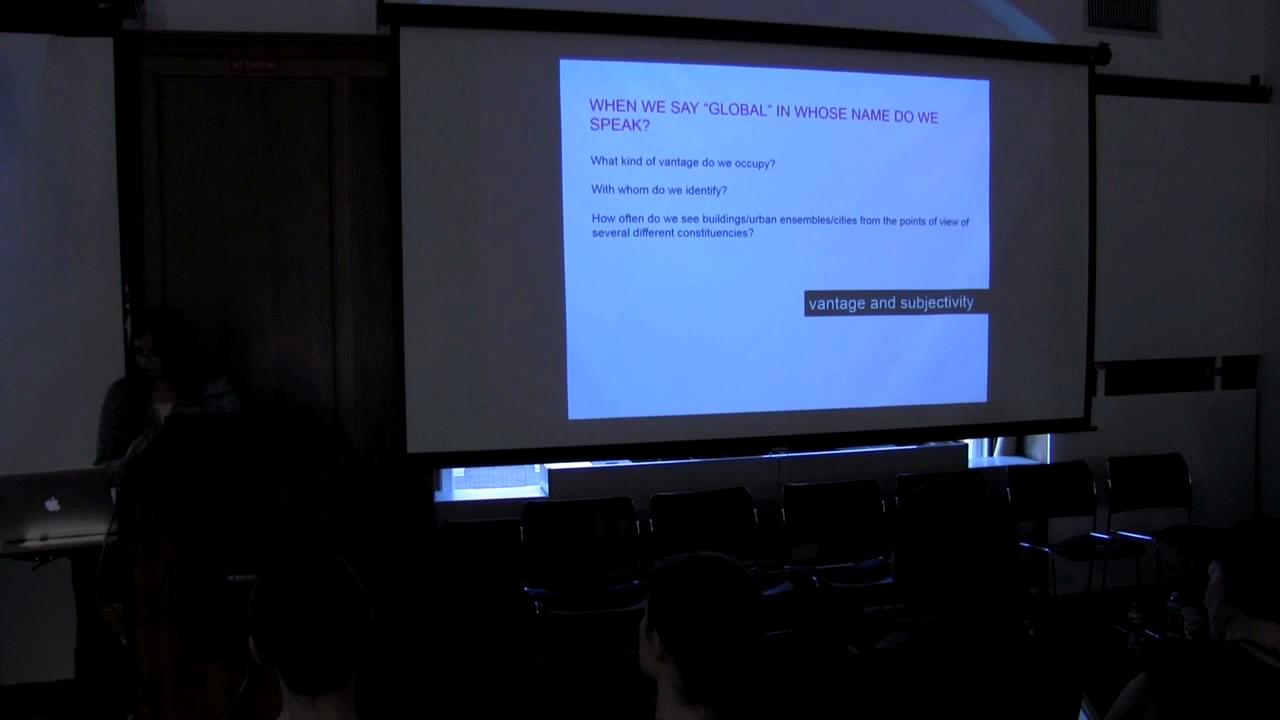 NO SMOKING
WHEN WE SAY “GLOBAL” IN WHOSE NAME DO WE
SPEAK?
What kind of vantage do we occupy?
With whom do we identify?
How often do we see buildings/urban ensembles/cities from the points of view of
several different constituencies?
vantage and subjectivity